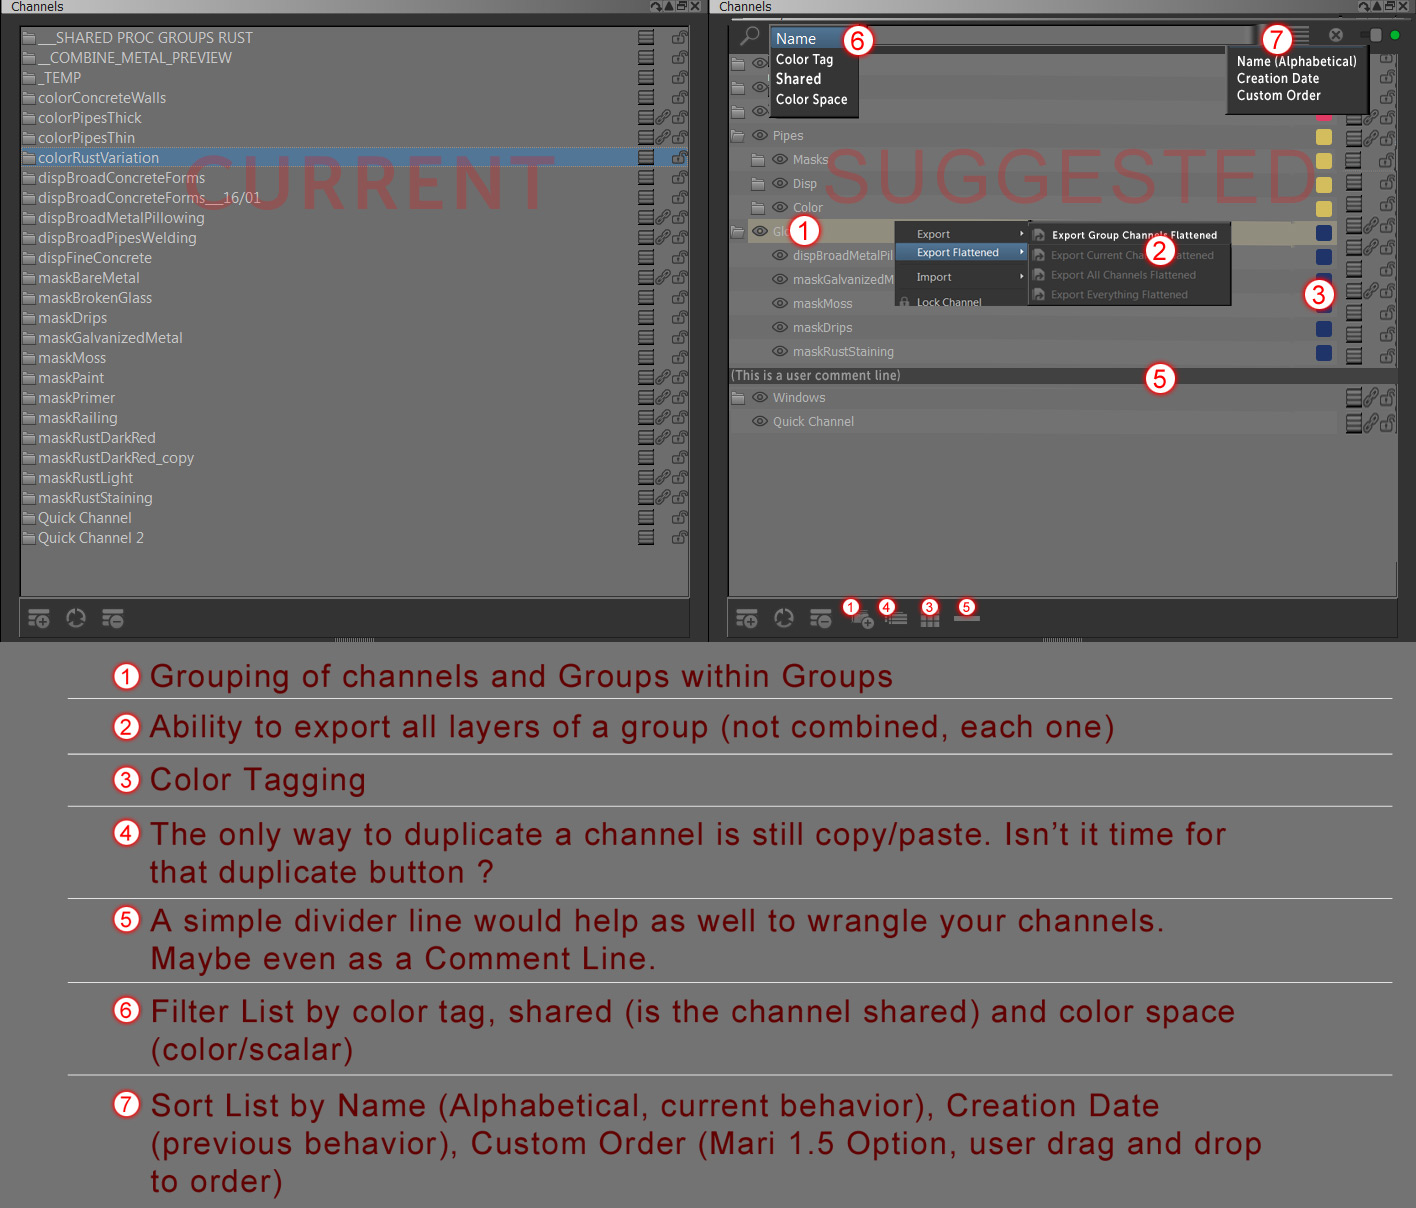 Channels
___SHARED PROC GROUPS RUST
__COMBINE_METAL_PREVIEW
_TEMP
colorConcreteWalls
colorPipesThick
colorPipesThin
colorRustVariation
dispBroadConcreteForms
dispBroadConcreteForms___16/01
dispBroadMetalPillowing
dispBroadPipesWelding
dispFineConcrete
maskBareMetal
maskBrokenGlass
maskDrips
maskGalvanizedMetal
maskMoss
maskPaint
maskPrimer
maskRailing
maskRustDarkRed
maskRustDarkRed_copy
maskRustLight
maskRustStaining
Quick Channel
Quick Channel 2
CURRENT
Channels
Name
6
Color Tag
Shared
Color Space
7
Name (Alphabetical)
Creation Date
Custom Order
Pipes
Masks
Disp
Color
SUGGESTED
1
Export
Export Flattened
Import
Lock Channel
Export Group Channels Flattened
2
Export All Channels Flattened
Export Everything Flattened
3
dispBroadMetalPil
maskGalvanizedM
maskMoss
maskDrips
maskRustStaining
(This is a user comment line)
5
Windows
Quick Channel
1
4
3
5
1 Grouping of channels and Groups within Groups
2 Ability to export all layers of a group (not combined, each one)
3 Color Tagging
4 The only way to duplicate a channel is still copy/paste. Isn't it time for
that duplicate button ?
5 A simple divider line would help as well to wrangle your channels.
Maybe even as a Comment Line.
6 Filter List by color tag, shared (is the channel shared) and color space
(color/scalar)
7 Sort List by Name (Alphabetical, current behavior), Creation Date
(previous behavior), Custom Order (Mari 1.5 Option, user drag and drop
to order)